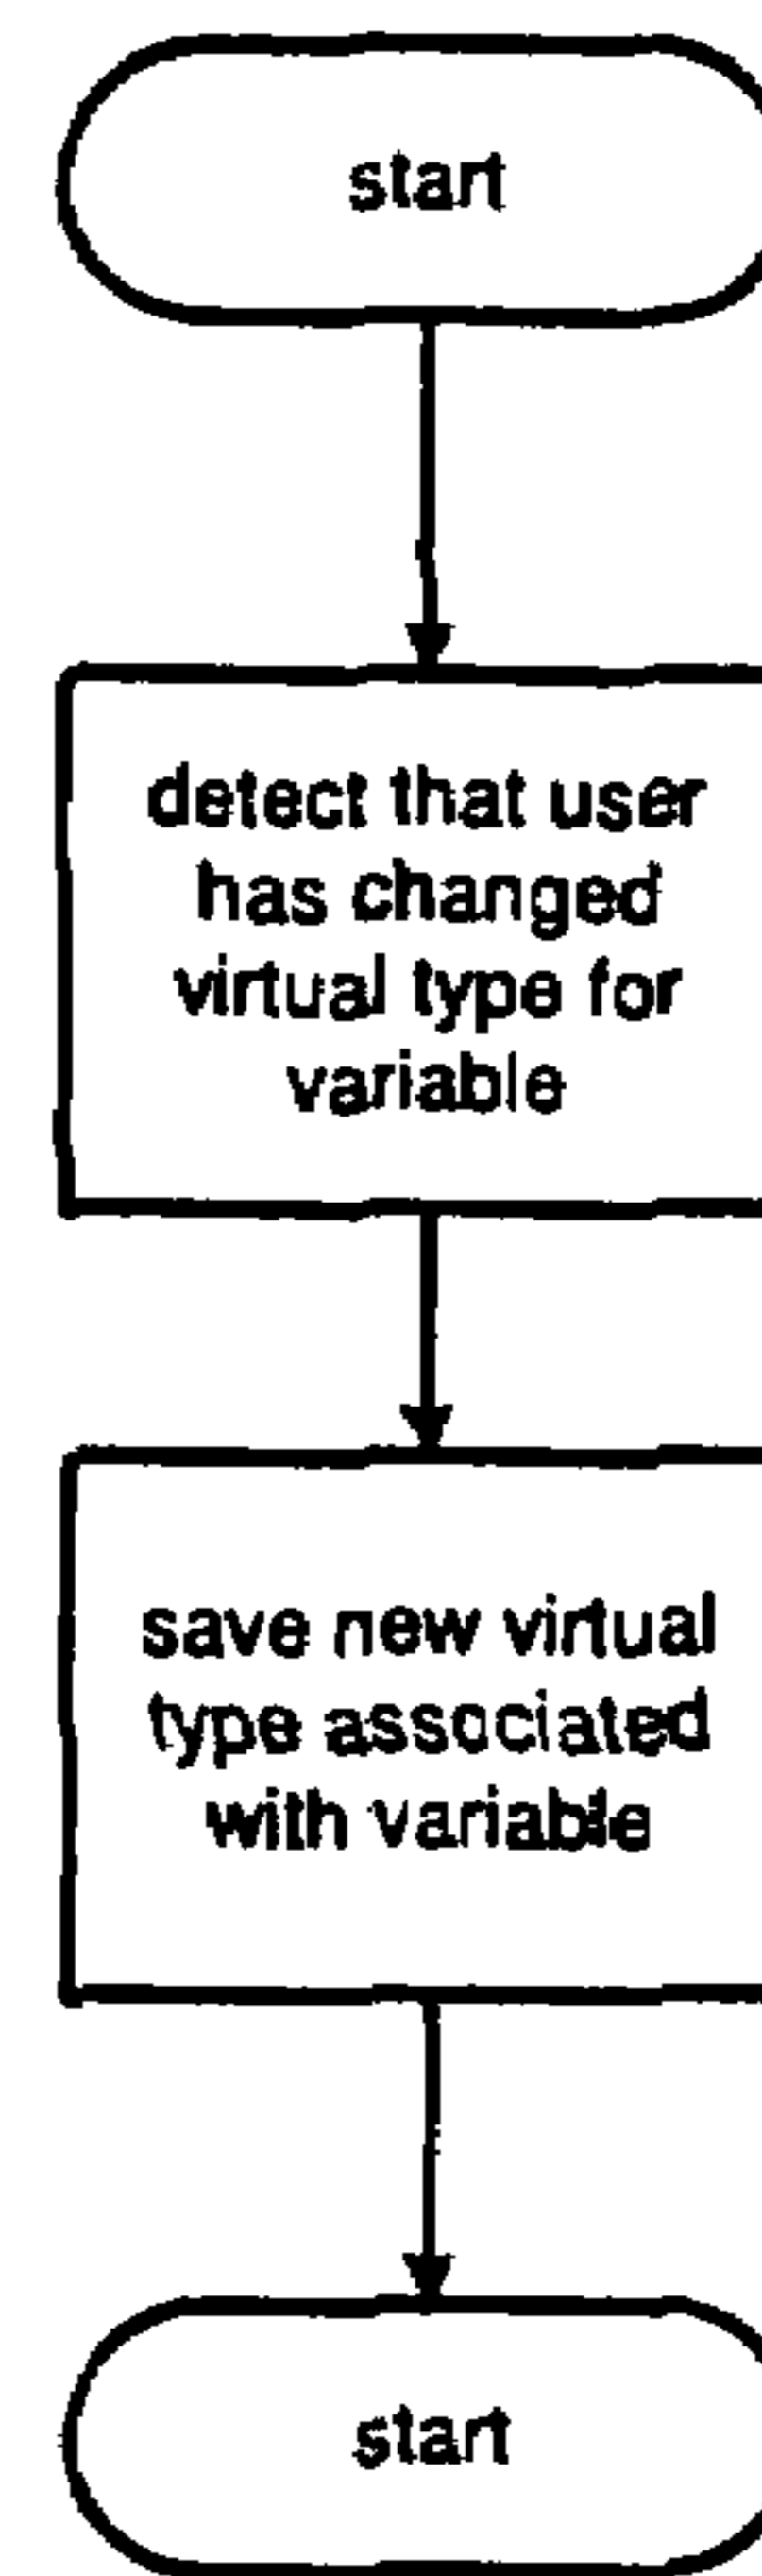 start
detect that user
has changed
virtual type for
variable
save new virtual
type associated
with variable
start